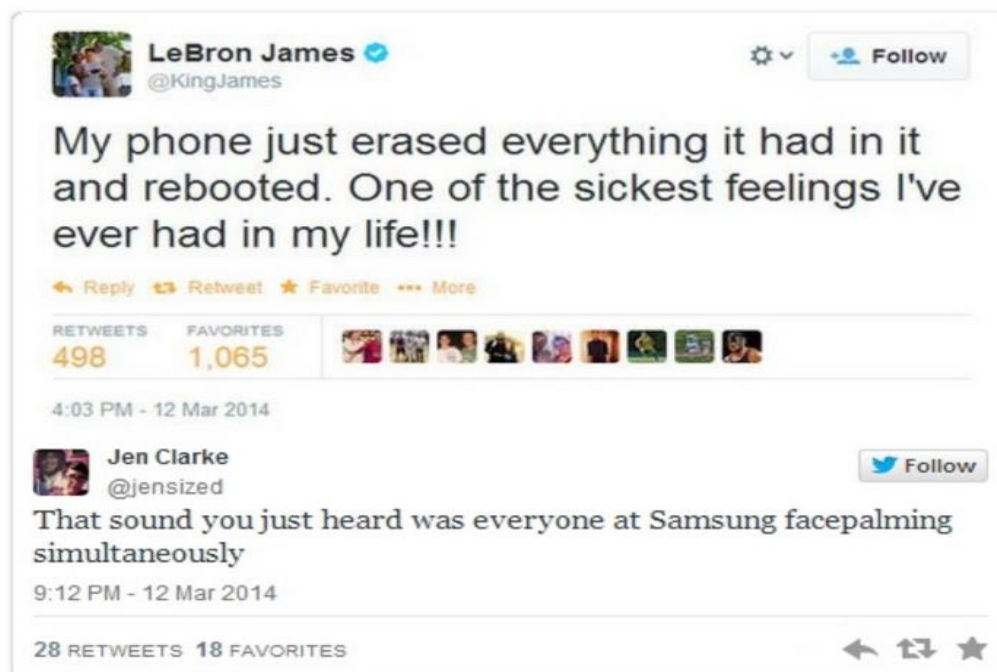 LeBron James
Follow
@KingJames
My phone just erased everything it had in it
and rebooted. One of the sickest feelings I've
ever had in my life!!!
Reply Retweet Favorite More
RETWEETS FAVORITES
498 1,065
4:03 PM - 12 Mar 2014
Jen Clarke
Follow
@jensized
That sound you just heard was everyone at Samsung facepalming
simultaneously
9:12 PM - 12 Mar 2014
28 RETWEETS 18 FAVORITES